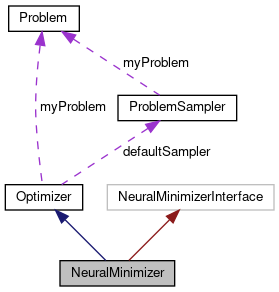 Problem
myProblem
ProblemSampler
myProblem
defaultSampler
Optimizer
NeuralMinimizerInterface
NeuralMinimizer